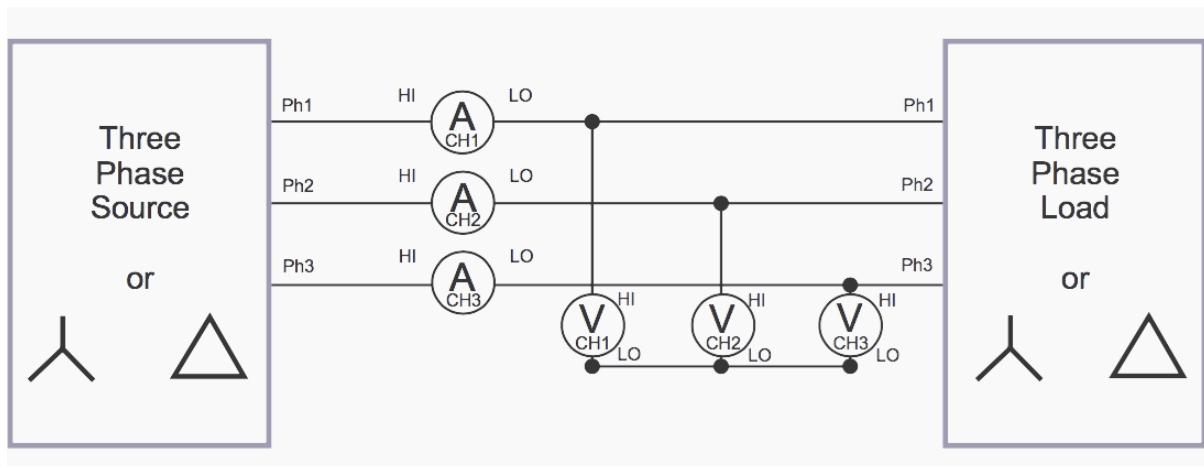 Three
Phase
Source
or
Ph1
HI
A
CH1
LO
Ph1
Ph2
HI
A
CH2
LO
Ph2
Ph3
HI
A
CH3
LO
Ph3
V
CH1
HI
LO
V
CH2
HI
LO
V
CH3
HI
LO
Three
Phase
Load
or